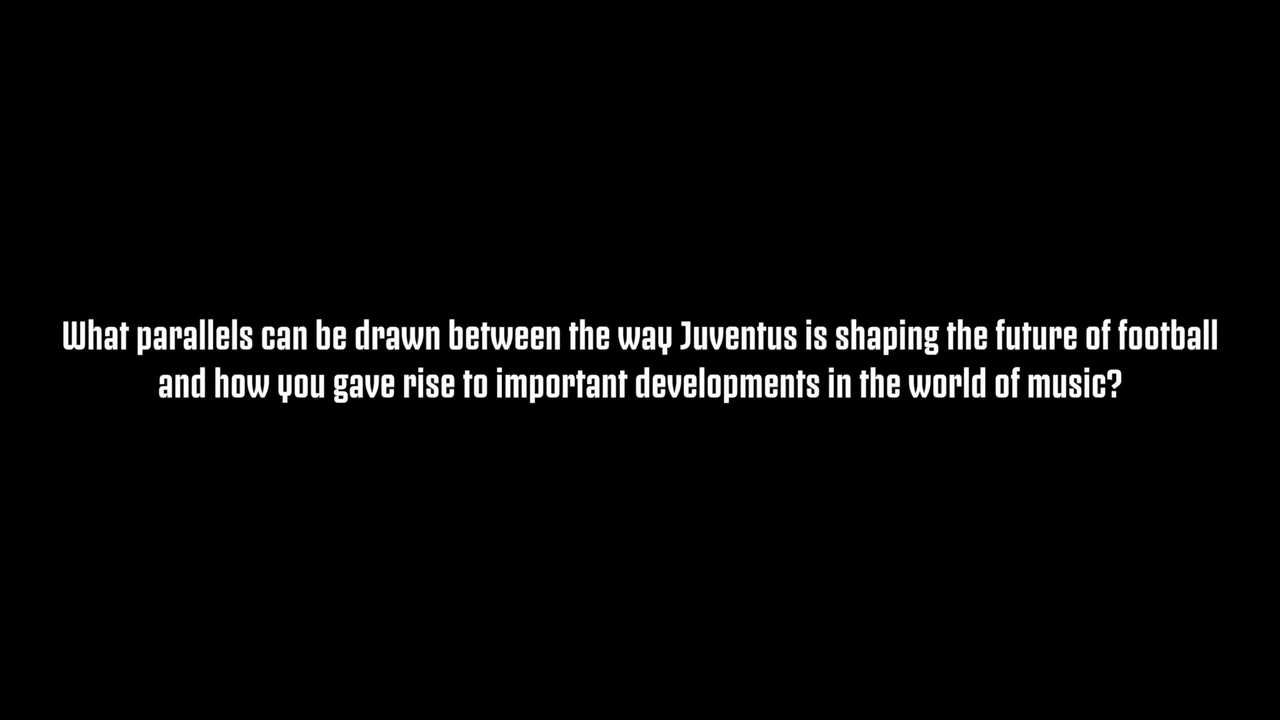 What parallels can be drawn between the way Juventus is shaping the future of football
and how you gave rise to important developments in the world of music?